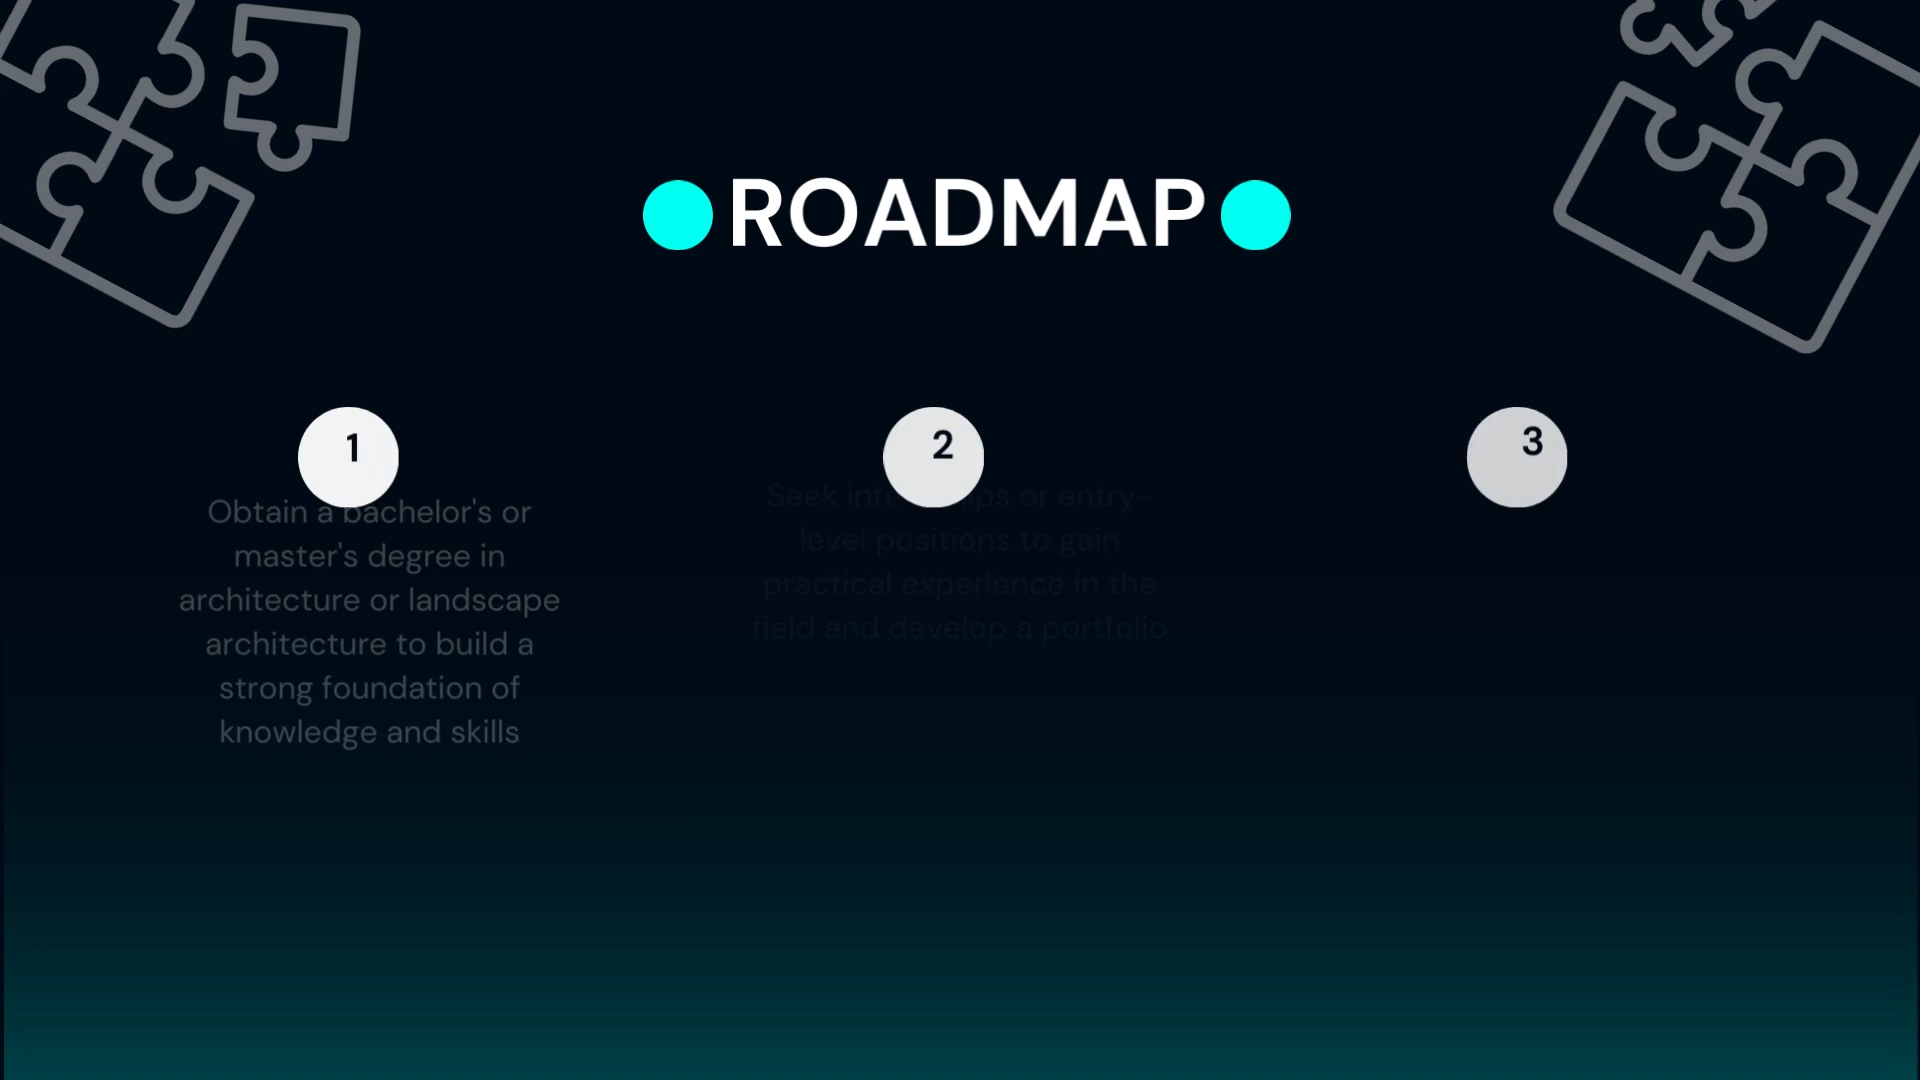 ROADMAP
1
Obtain a bachelor's or
master's degree in
architecture or landscape
architecture to build a
strong foundation of
knowledge and skills
2
Seek or entry-
level positions to gain
practical experience in the
field and develop a portfolio
3